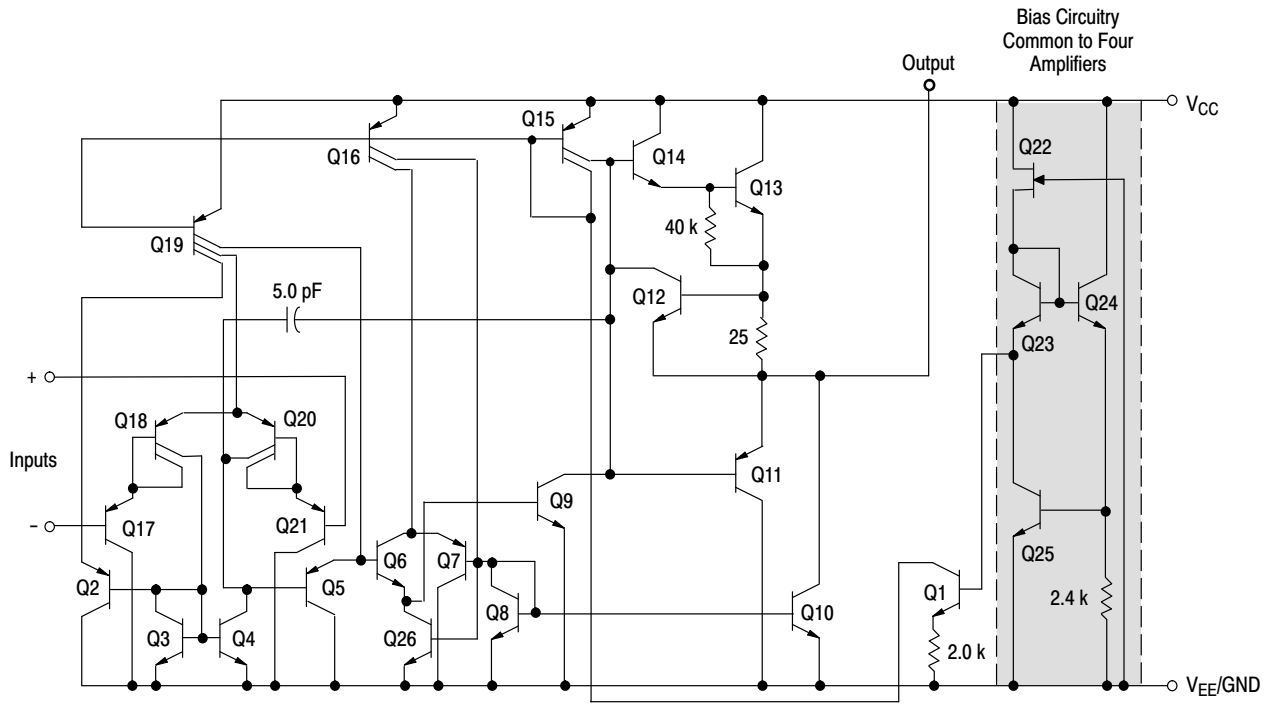 Bias Circuitry
Common to Four
Amplifiers
Output
VCC
Q15
Q16
Q14
Q22
Q13
Q19
40 k
5.0 pF
Q12
Q24
Q23
25
+
Q18
Q20
Inputs
Q11
Q9
−
Q17
Q21
Q25
Q6
Q7
Q2
Q5
Q1
Q8
Q10
2.4 k
Q3
Q4
Q26
2.0 k
VEE/GND